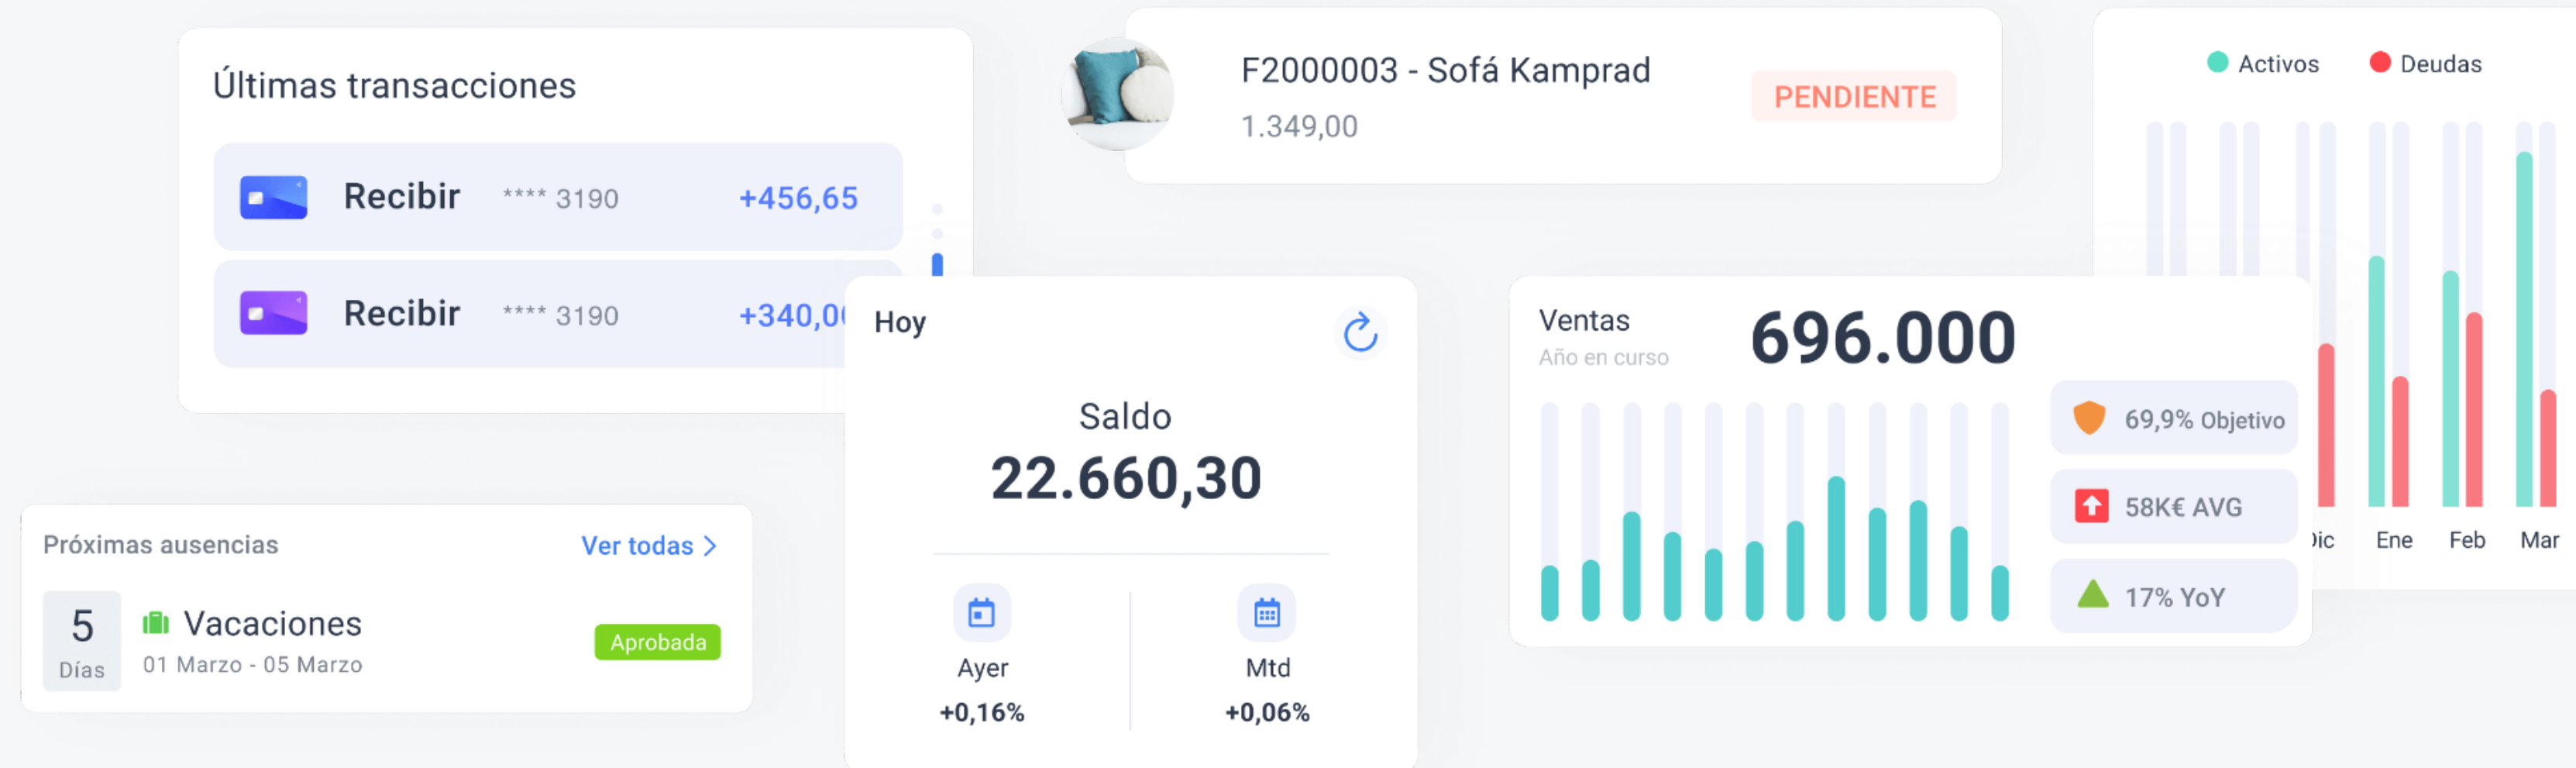 Últimas transacciones
Recibir **** 3190 +456,65
Recibir **** 3190 +340,0
F2000003 - Sofá Kamprad
1.349,00
PENDIENTE
Activos Deudas
Ene Feb Mar
Hoy
Saldo
22.660,30
Ayer
+0,16%
Mtd
+0,06%
Ventas
Año en curso
696.000
69,9% Objetivo
58K€ AVG
17% YoY
Próximas ausencias
Ver todas
5
Días
Vacaciones
01 Marzo - 05 Marzo
Aprobada